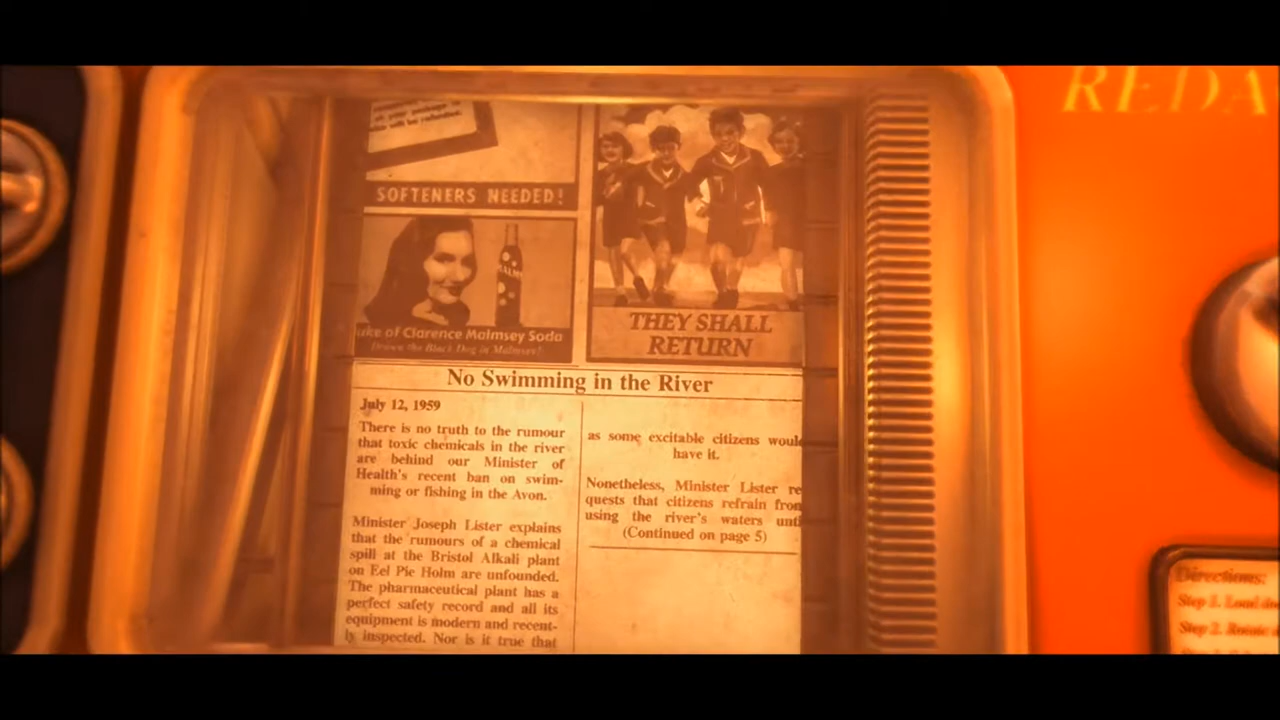 REDA
will be refunded.
SOFTENERS NEEDED!
of Clarence Malmsey Soda
Drown the Black Dog in Malmsey!
THEY SHALL
RETURN
No Swimming in the River
July 12, 1959
There is no truth to the rumour
that toxic chemicals in the river
are behind our Minister of
Health's recent ban on swim-
ming or fishing in the Avon.
Minister Joseph Lister explains
that the rumours of a chemical
spill at the Bristol Alkali plant
on Eel Pie Holm are unfounded.
The pharmaceutical plant has a
perfect safety record and all its
equipment is modern and recent-
ly inspected. Nor is it true that
as some excitable citizens woul
have it.
Nonetheless, Minister Lister re
quests that citizens refrain from
using the river's waters unti
(Continued on page 5)
Directions:
Step 1. Load
Step 2. Rotate